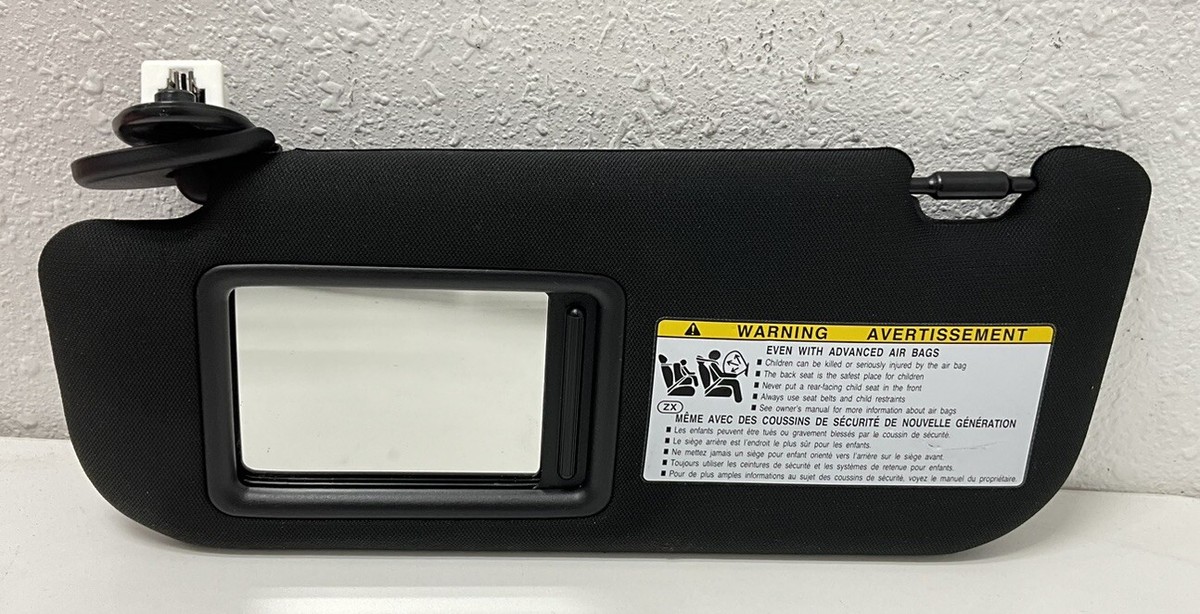 WARNING AVERTISSEMENT
EVEN WITH ADVANCED AIR BAGS
■ Children can be killed or seriously injured by the air bag
■ The back seat is the safest place for children
■ Never put a rear-facing child seat in the front
■ Always use seat belts and child restraints
■ See owner's manual for more information about air bags
ZX
MÊME AVEC DES COUSSINS DE SÉCURITÉ DE NOUVELLE GÉNÉRATION
■ Les enfants peuvent être tués ou gravement blessés par le coussin de sécurité.
■ Le siège arrière est l'endroit le plus sûr pour les enfants.
■ Ne mettez jamais un siège pour enfant orienté vers l'arrière sur le siège avant.
■ Toujours utiliser les ceintures de sécurité et les systèmes de retenue pour enfants.
■ Pour de plus amples informations au sujet des coussins de sécurité, voyez le manuel du propriétaire.